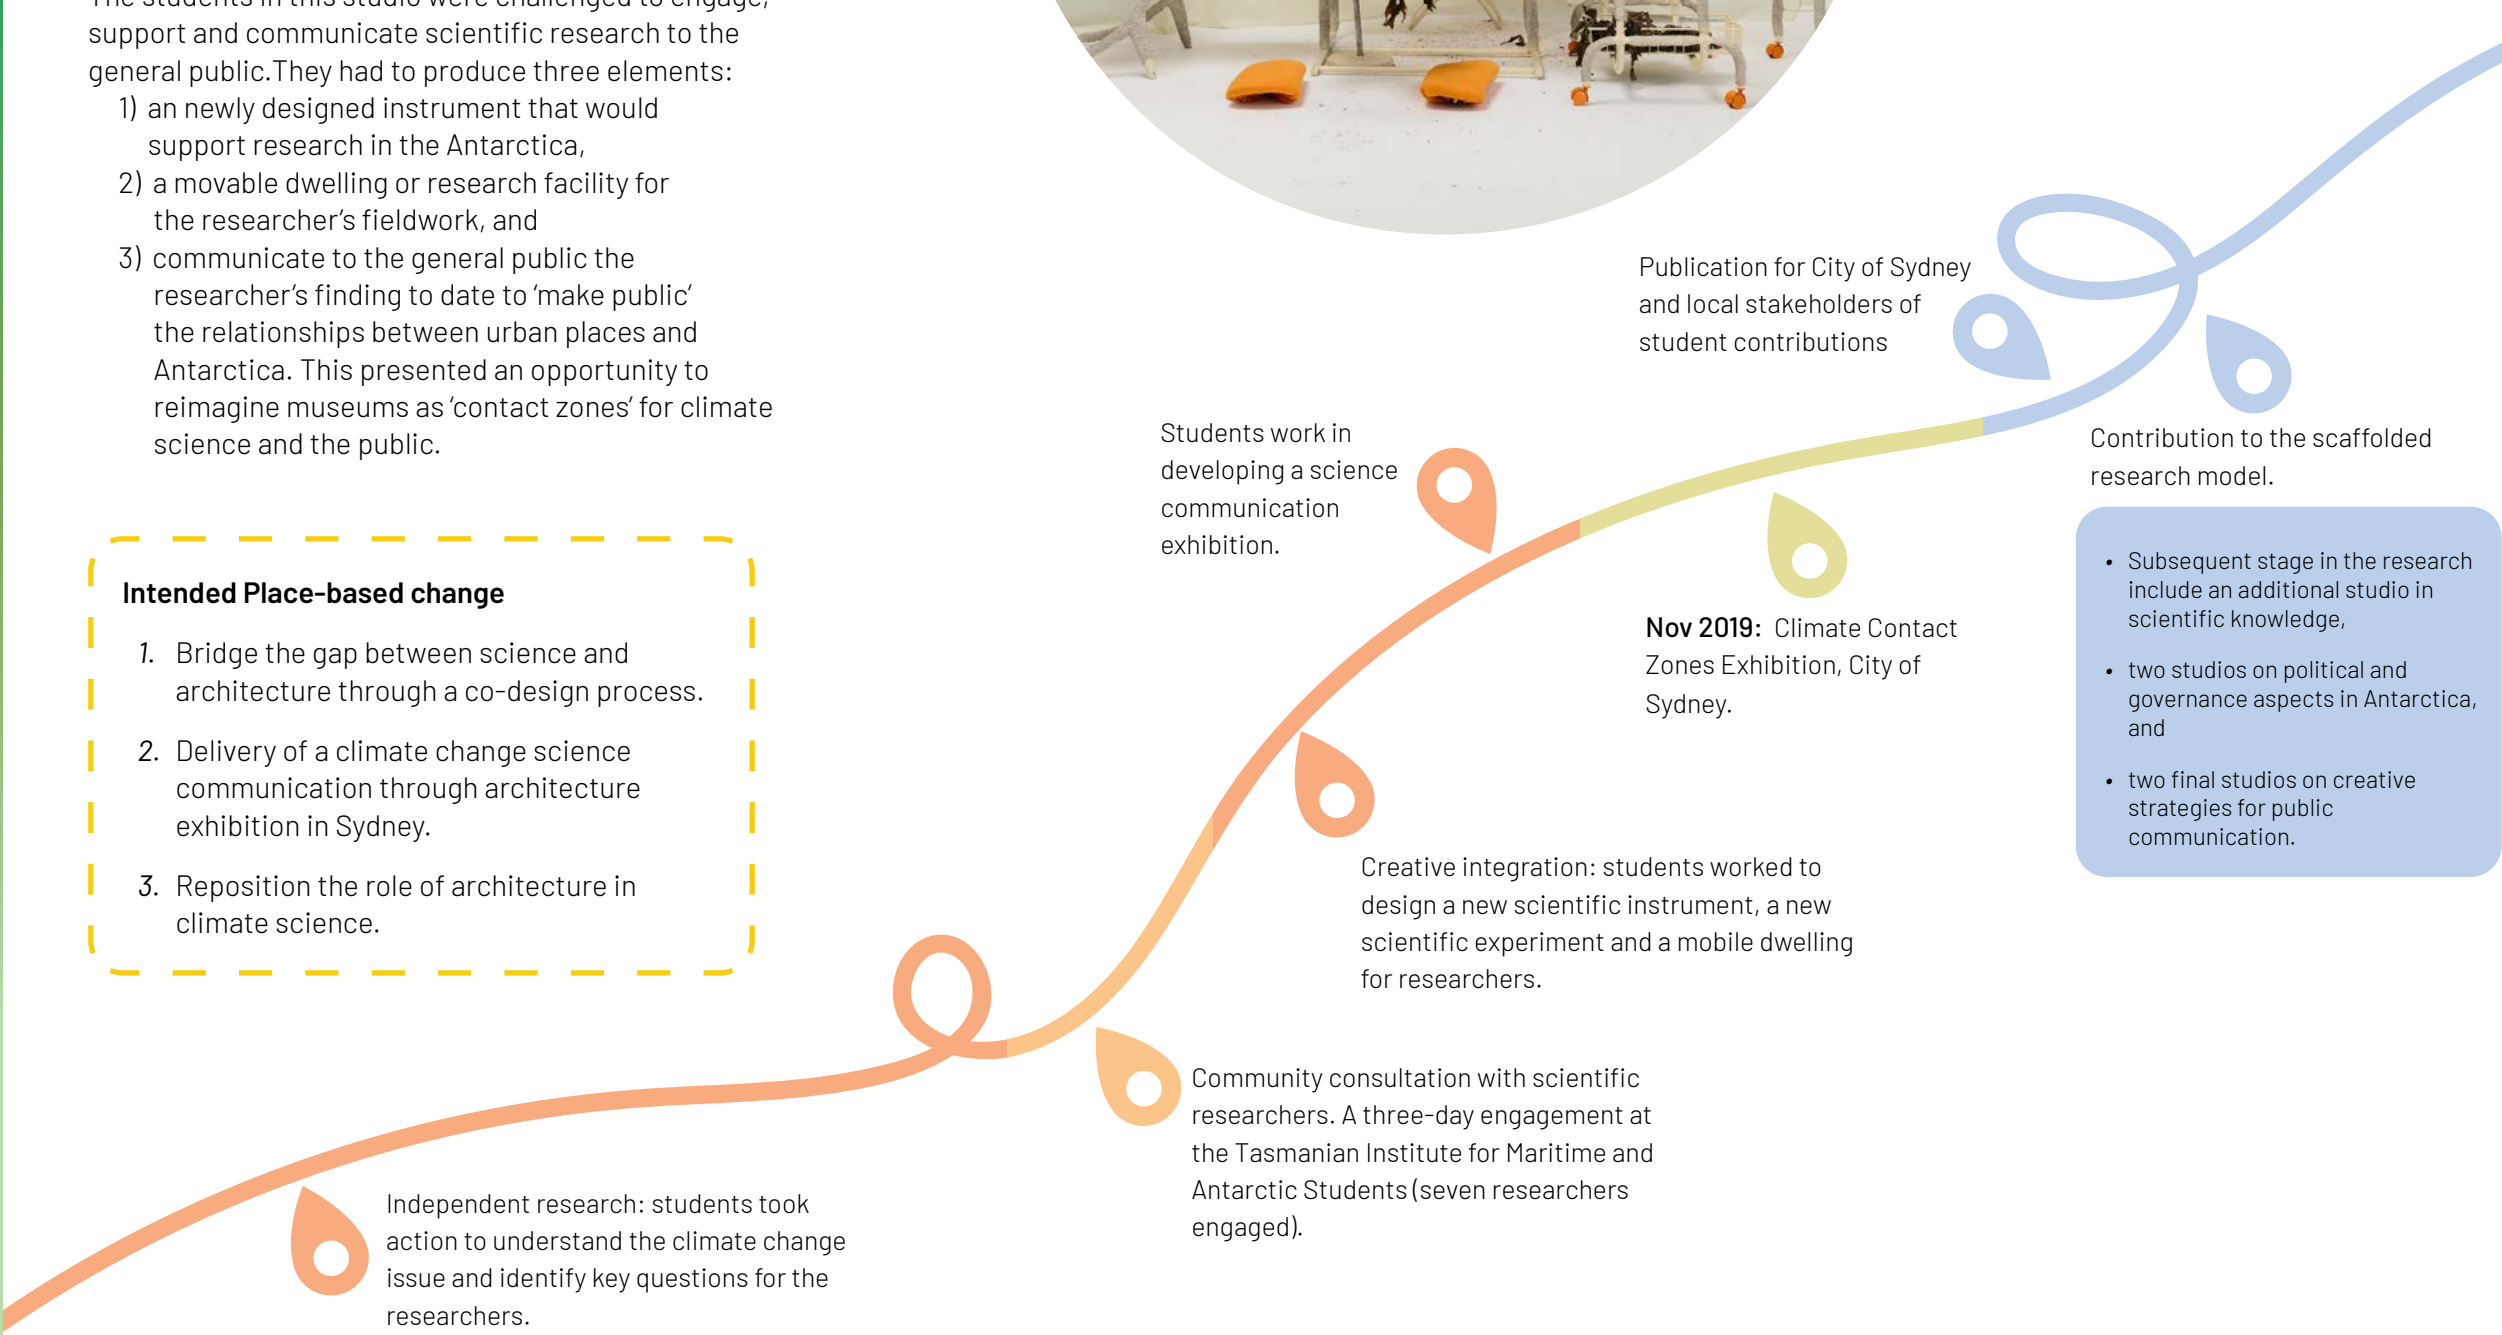 The students in this studio were challenged to engage,
support and communicate scientific research to the
general public.They had to produce three elements:
1) an newly designed instrument that would
support research in the Antarctica,
2) a movable dwelling or research facility for
the researcher’s fieldwork, and
3) communicate to the general public the
researcher’s finding to date to ‘make public’
the relationships between urban places and
Antarctica. This presented an opportunity to
reimagine museums as ‘contact zones’ for climate
science and the public.
Intended Place-based change
1. Bridge the gap between science and
architecture through a co-design process.
2. Delivery of a climate change science
communication through architecture
exhibition in Sydney.
3. Reposition the role of architecture in
climate science.
Independent research: students took
action to understand the climate change
issue and identify key questions for the
researchers.
Community consultation with scientific
researchers. A three-day engagement at
the Tasmanian Institute for Maritime and
Antarctic Students (seven researchers
engaged).
Creative integration: students worked to
design a new scientific instrument, a new
scientific experiment and a mobile dwelling
for researchers.
Students work in
developing a science
communication
exhibition.
Nov 2019: Climate Contact
Zones Exhibition, City of
Sydney.
Publication for City of Sydney
and local stakeholders of
student contributions
Contribution to the scaffolded
research model.
• Subsequent stage in the research
include an additional studio in
scientific knowledge,
• two studios on political and
governance aspects in Antarctica,
and
• two final studios on creative
strategies for public
communication.